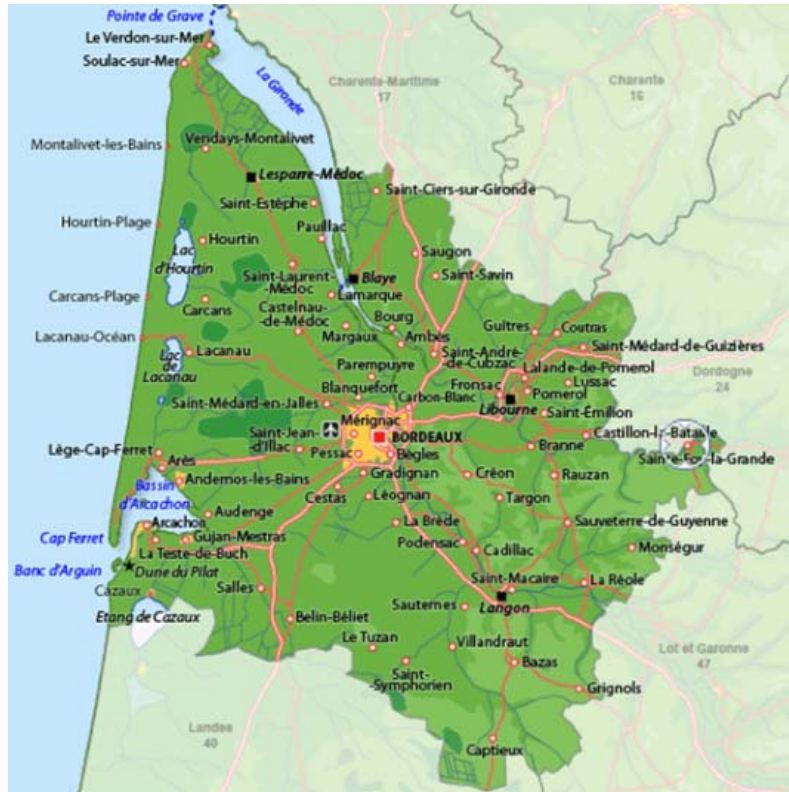 Pointe de Grave
Le Verdon-sur-Mer
Soulac-sur-Mer
La Gironde
Charente-Maritime
17
Charente
16
Montalivet-les-Bains
Vendays-Montalivet
Lesparre-Médoc
Saint-Ciers-sur-Gironde
Saint-Estèphe
Pauillac
Hourtin-Plage
Hourtin
Lac
d'Hourtin
Saugon
Saint-Laurent-
-Médoc
Blaye
Saint-Savin
Lamarque
Carcans-Plage
Carcans
Castelnau-
-de-Médoc
Bourg
Margaux
Ambès
Guîtres
Coutras
Lacanau-Océan
Lacanau
Lac
de
Lacanau
Saint-André-
-de-Cubzac
Saint-Médard-de-Guizières
Parempuyre
Lalande-de-Pomerol
Dordogne
24
Blanquefort
Carbon-Blanc
Fronsac
Lussac
Pomerol
Saint-Médard-en-Jalles
Libourne
Saint-Émilion
Mérignac
Saint-Jean-
-d'Illac
BORDEAUX
Castillon-la-Bataille
Lège-Cap-Ferret
Pessac
Bègles
Branne
Sainte-Foy-la-Grande
Arès
Andernos-les-Bains
Gradignan
Créon
Rauzan
Bassin
d'Arcachon
Cestas
Léognan
Targon
Audenge
Arcachon
La Brède
Sauveterre-de-Guyenne
Cap Ferret
Gujan-Mestras
La Teste-de-Buch
Podensac
Cadillac
Monségur
Banc d'Arguin
Dune du Pilat
Cazaux
Salles
Saint-Macaire
La Réole
Etang de Cazaux
Sauternes
Langon
Belin-Béliet
Le Tuzan
Villandraut
Lot et Garonne
47
Saint-
-Symphorien
Bazas
Grignols
Landes
40
Captieux